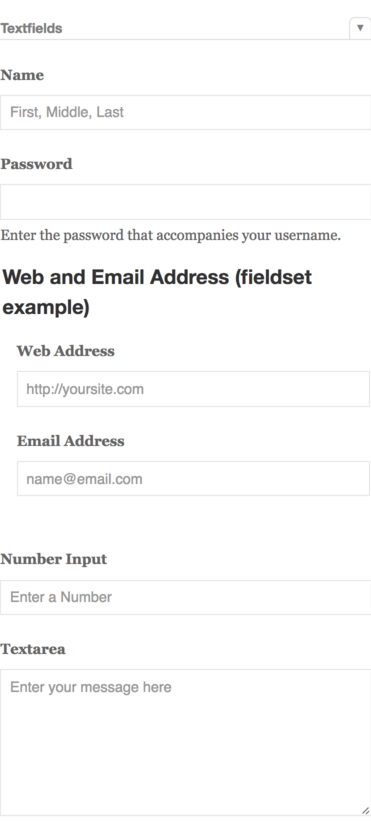 Textfields ▼
Name
First, Middle, Last
Password
Enter the password that accompanies your username.
Web and Email Address (fieldset
example)
Web Address
http://yoursite.com
Email Address
name@email.com
Number Input
Enter a Number
Textarea
Enter your message here